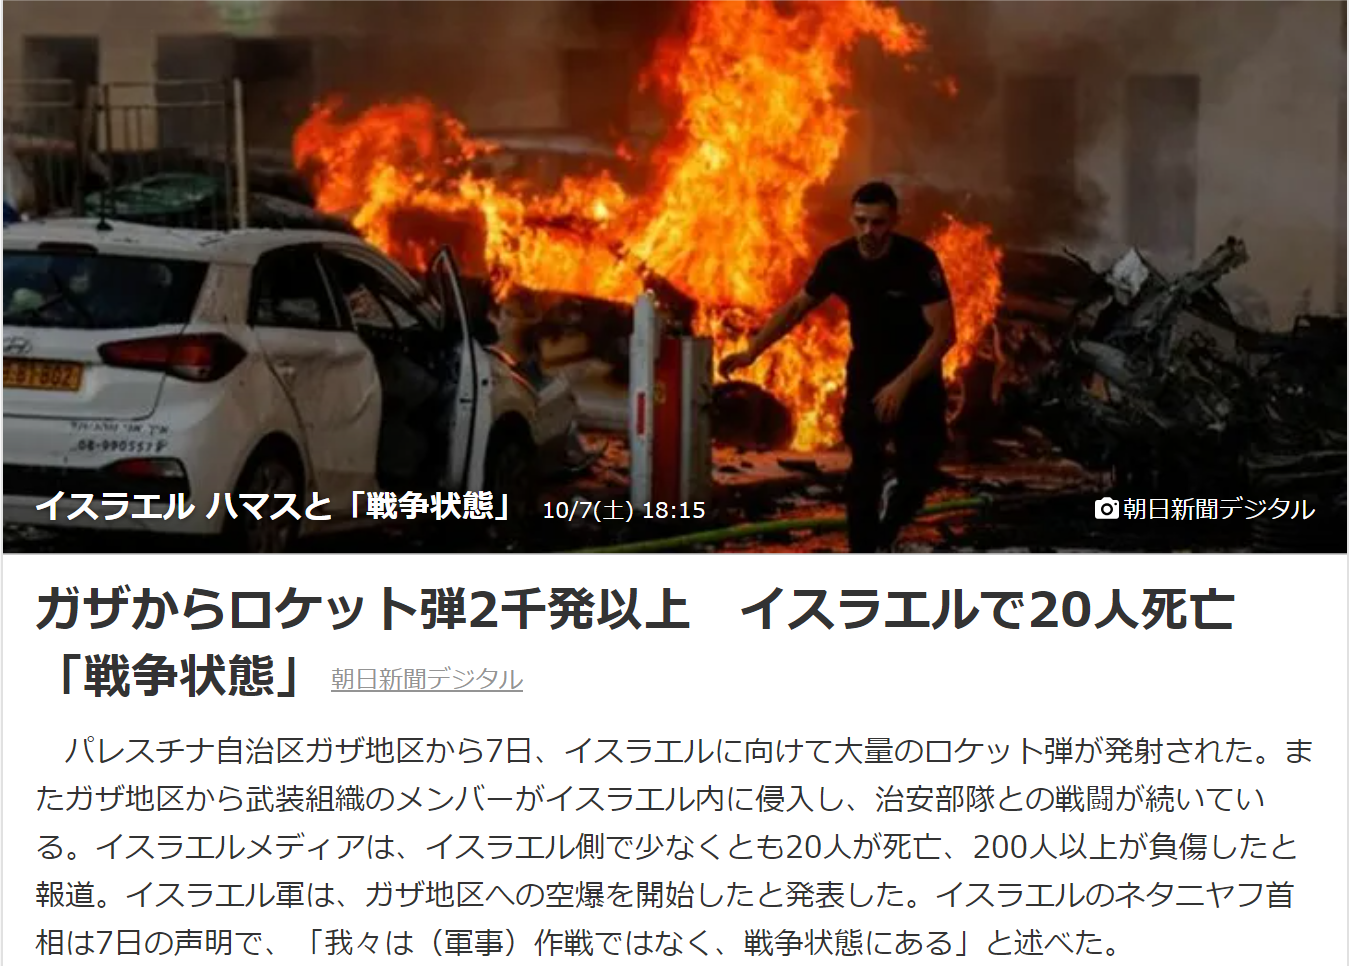 8-81-802
08-9905579
イスラエル ハマスと「戦争状態」 10/7(土) 18:15
朝日新聞デジタル
ガザからロケット弾2千発以上　イスラエルで20人死亡
「戦争状態」 朝日新聞デジタル
　パレスチナ自治区ガザ地区から7日、イスラエルに向けて大量のロケット弾が発射された。ま
たガザ地区から武装組織のメンバーがイスラエル内に侵入し、治安部隊との戦闘が続いてい
る。イスラエルメディアは、イスラエル側で少なくとも20人が死亡、200人以上が負傷したと
報道。イスラエル軍は、ガザ地区への空爆を開始したと発表した。イスラエルのネタニヤフ首
相は7日の声明で、「我々は（軍事）作戦ではなく、戦争状態にある」と述べた。